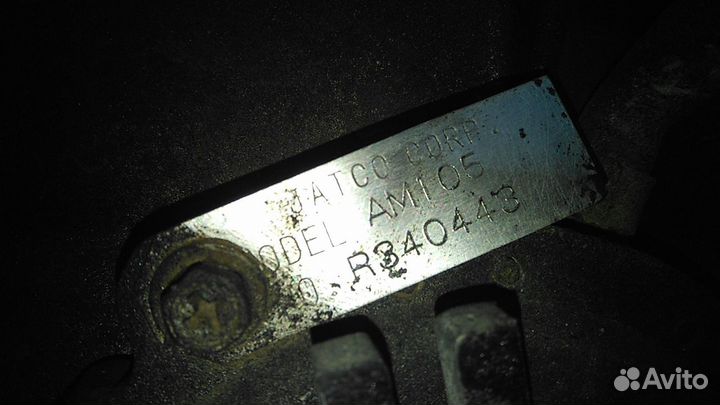 JATCO CORP.
ODEL AM105
O R340443
Avito